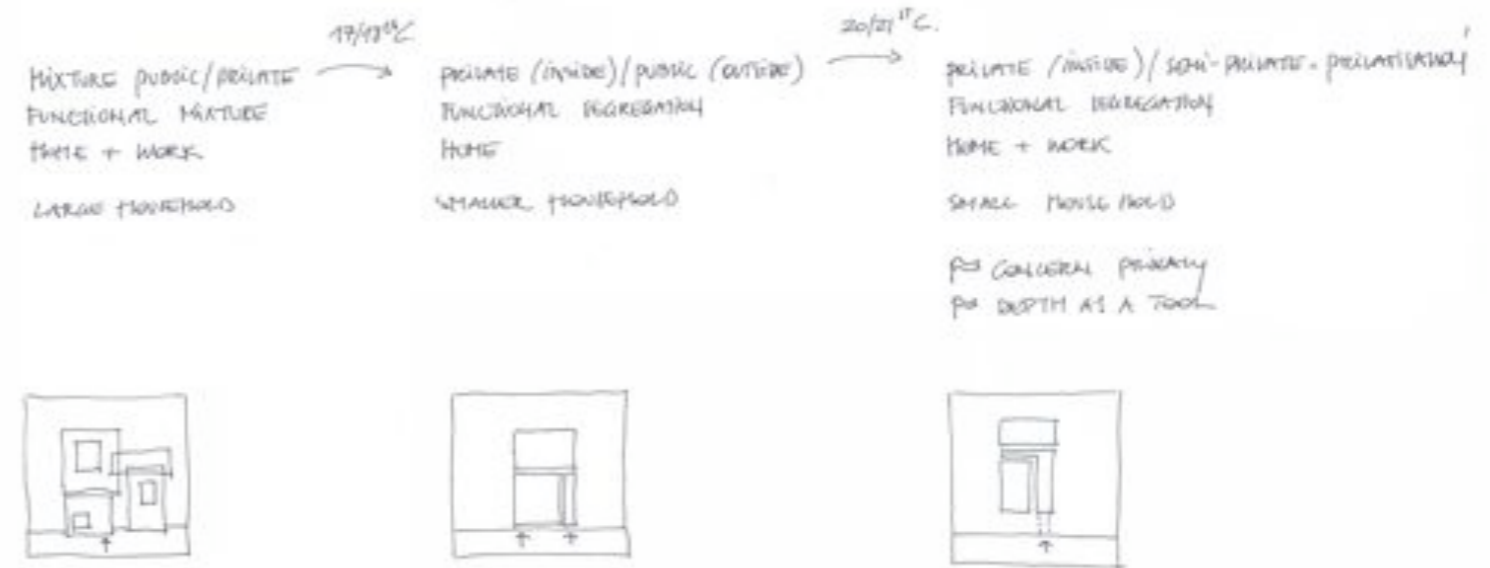 17/18th C
20/21st C.
MIXTURE PUBLIC/PRIVATE
FUNCTIONAL MIXTURE
HOME + WORK
LARGE HOUSEHOLD
PRIVATE (INSIDE)/PUBLIC (OUTSIDE)
FUNCTIONAL SEGREGATION
HOME
SMALLER HOUSEHOLD
PRIVATE (INSIDE)/SEMI-PRIVATE = PRIVATISATION
FUNCTIONAL SEGREGATION
HOME + WORK
SMALL HOUSEHOLD
CONCERN PRIVACY
DEPTH AS A TOOL